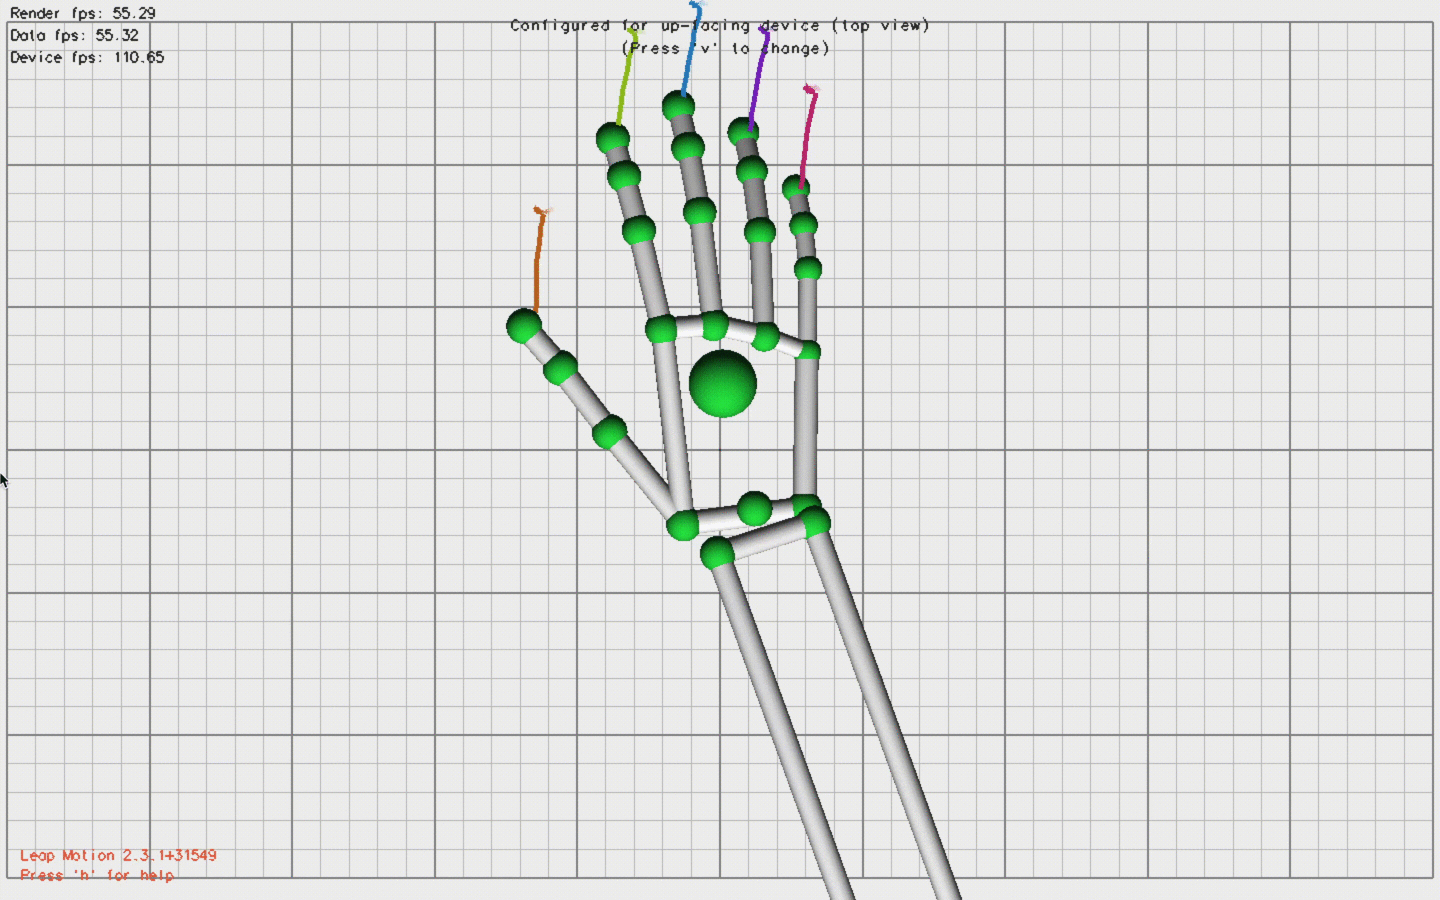 Render fps: 55.29
Data fps: 55.32
Device fps: 110.65
Configured for up-facing device (top view)
(Press 'v' to change)
Leap Motion 2.3.1+31549
Press 'h' for help